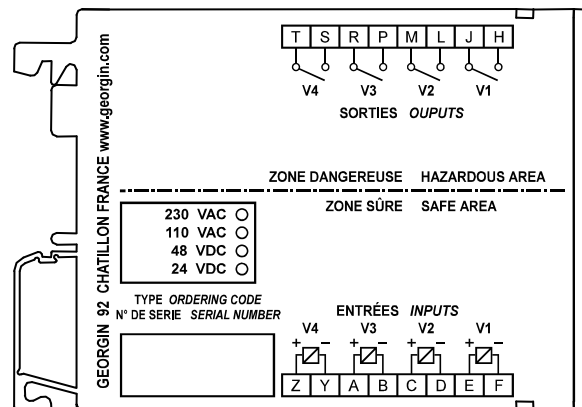 T S R P M L J H
V4 V3 V2 V1
SORTIES OUPUTS
ZONE DANGEREUSE HAZARDOUS AREA
ZONE SÛRE SAFE AREA
230 VAC
110 VAC
48 VDC
24 VDC
TYPE ORDERING CODE
N° DE SERIE SERIAL NUMBER
ENTRÉES INPUTS
V4 V3 V2 V1
+ − + − + − + −
Z Y A B C D E F
GEORGIN 92 CHATILLON FRANCE www.georgin.com